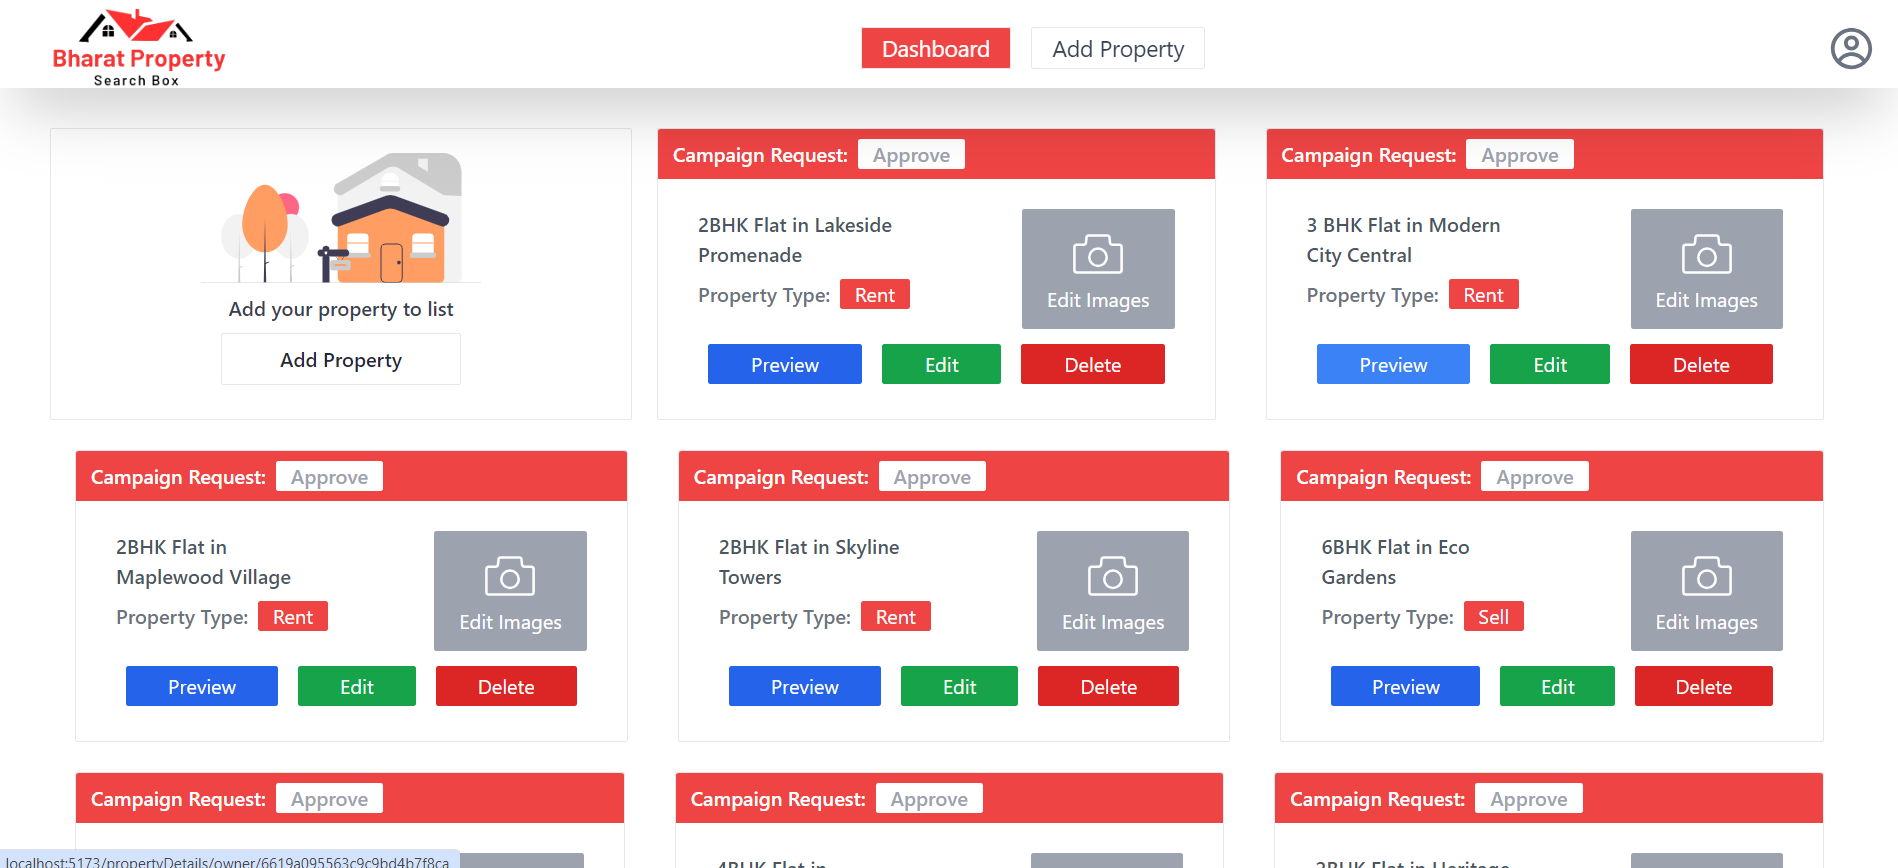 Bharat Property
Search Box
Dashboard
Add Property
Add your property to list
Add Property
Campaign Request: Approve
2BHK Flat in Lakeside
Promenade
Property Type: Rent
Edit Images
Preview Edit Delete
Campaign Request: Approve
3 BHK Flat in Modern
City Central
Property Type: Rent
Edit Images
Preview Edit Delete
Campaign Request: Approve
2BHK Flat in
Maplewood Village
Property Type: Rent
Edit Images
Preview Edit Delete
Campaign Request: Approve
2BHK Flat in Skyline
Towers
Property Type: Rent
Edit Images
Preview Edit Delete
Campaign Request: Approve
6BHK Flat in Eco
Gardens
Property Type: Sell
Edit Images
Preview Edit Delete
Campaign Request: Approve
Campaign Request: Approve
4BHK Flat in
Campaign Request: Approve
2BHK Flat in Heritage
localhost:5173/propertyDetails/owner/6619a095563c9c9bd4b7f8ca